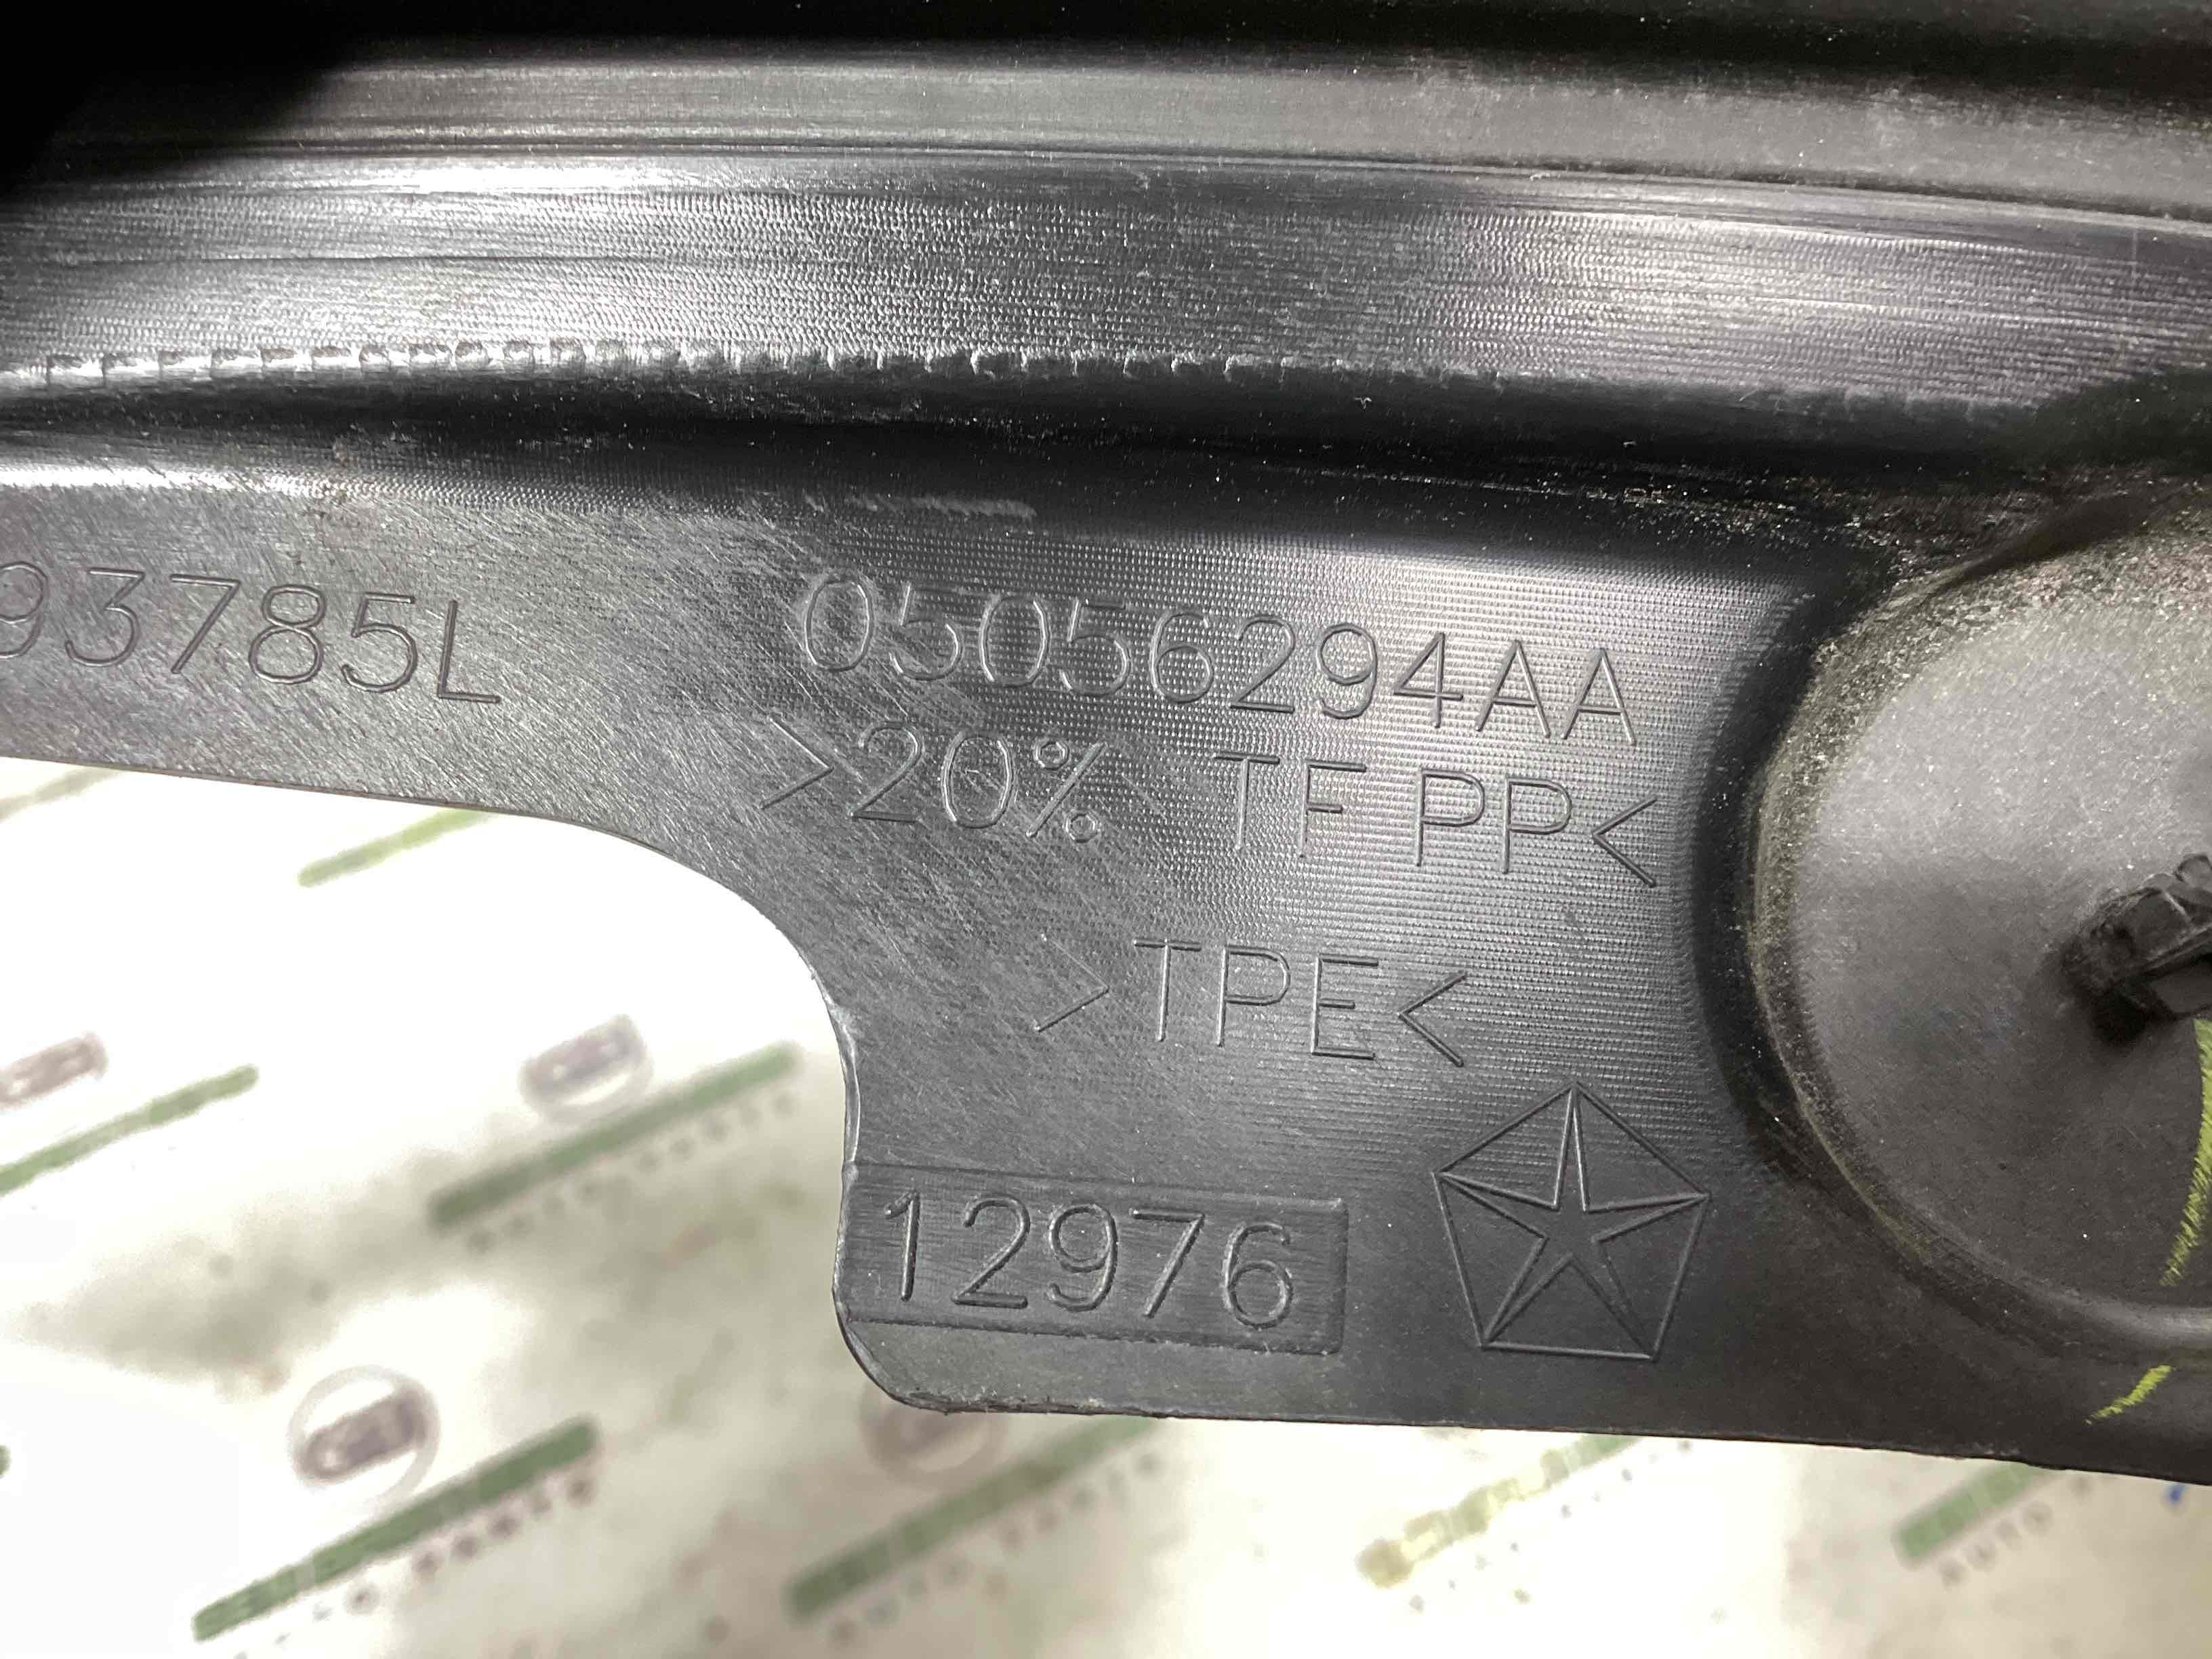 93785L
05056294AA
>20% TF PP<
>TPE<
12976